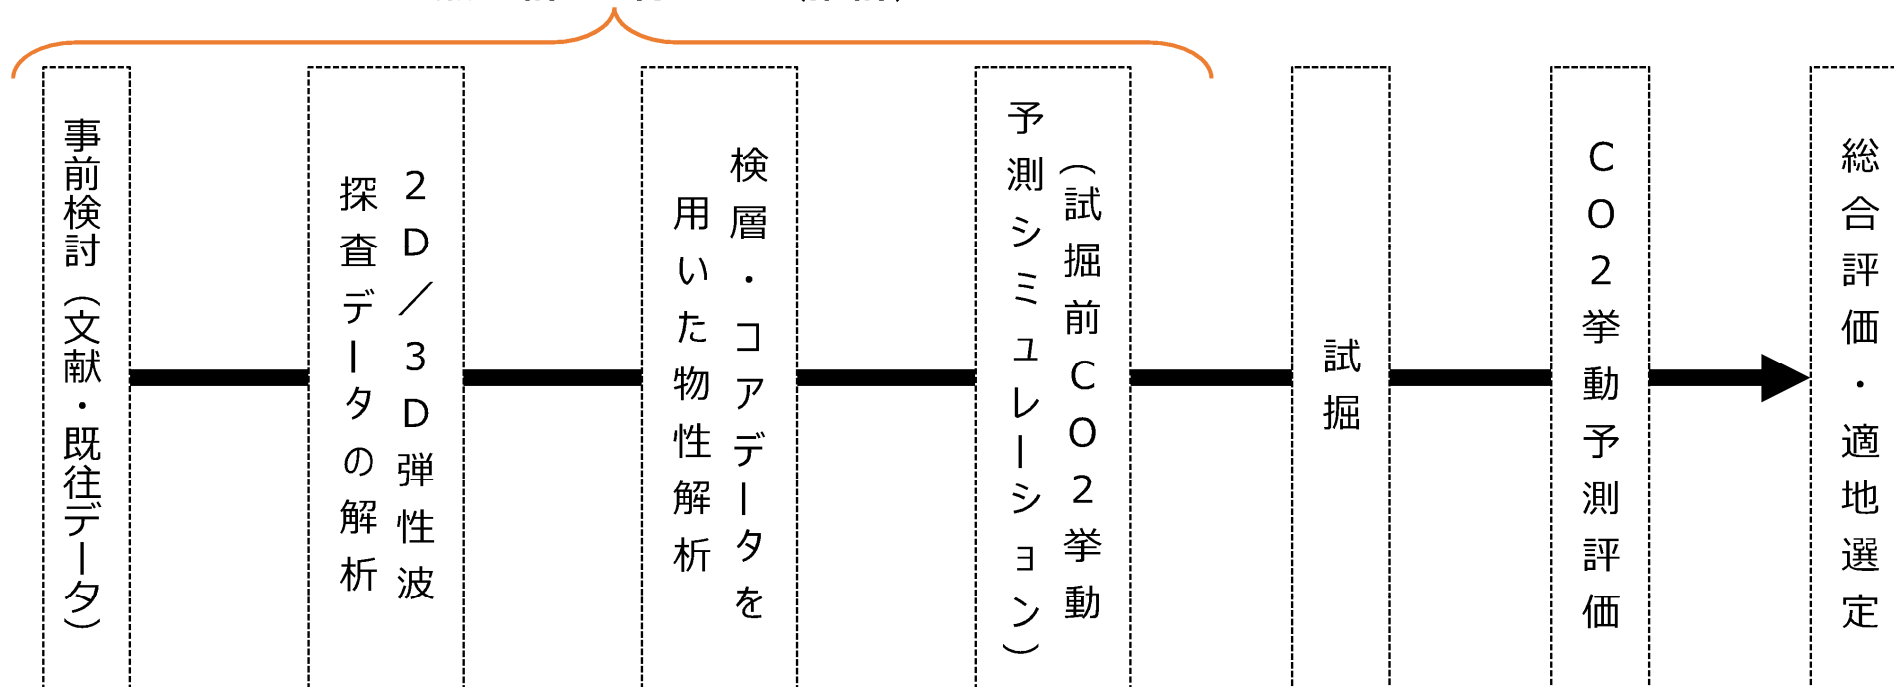 事前検討（文献・既往データ）
2D／3D弾性波
探査データの解析
検層・コアデータを
用いた物性解析
（試掘前CO2挙動
予測シミュレーション）
試掘
CO2挙動予測評価
総合評価・適地選定